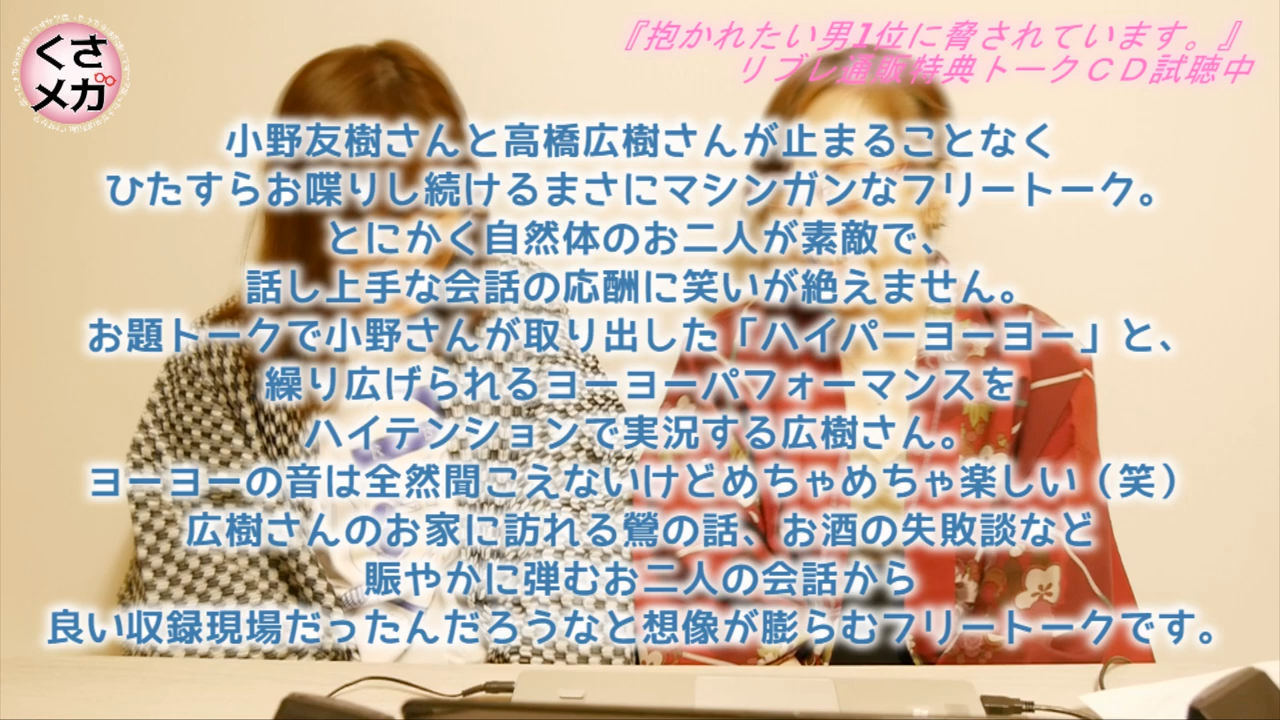 くさ
メガ
『抱かれたい男1位に脅されています。』
リブレ通販特典トークCD試聴中
小野友樹さんと高橋広樹さんが止まることなく
ひたすらお喋りし続けるまさにマシンガンなフリートーク。
とにかく自然体のお二人が素敵で、
話し上手な会話の応酬に笑いが絶えません。
お題トークで小野さんが取り出した「ハイパーヨーヨー」と、
繰り広げられるヨーヨーパフォーマンスを
ハイテンションで実況する広樹さん。
ヨーヨーの音は全然聞こえないけどめちゃめちゃ楽しい（笑）
広樹さんのお家に訪れる鶯の話、お酒の失敗談など
賑やかに弾むお二人の会話から
良い収録現場だったんだろうなと想像が膨らむフリートークです。